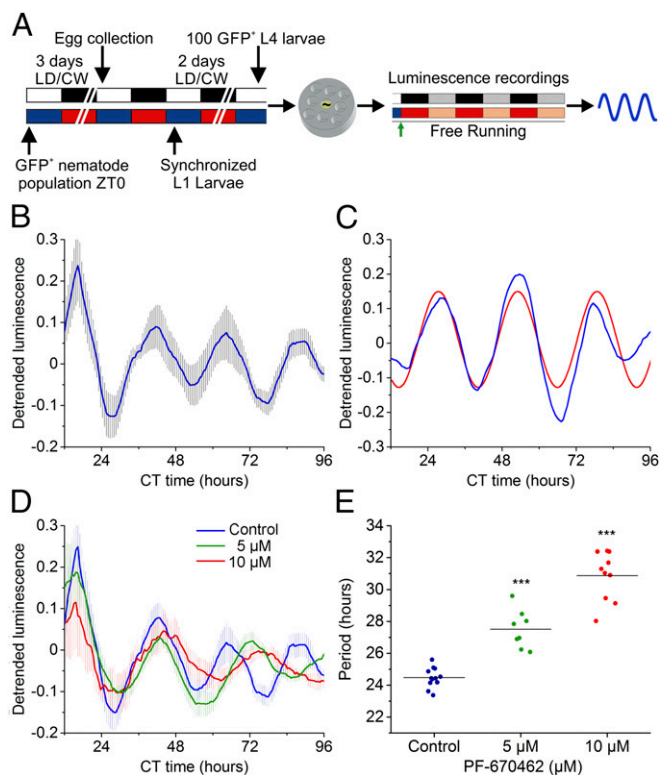 A
Egg collection
100 GFP⁺ L4 larvae
3 days
LD/CW
2 days
LD/CW
Luminescence recordings
Free Running
GFP⁺ nematode
population ZT0
Synchronized
L1 Larvae
B
Detrended luminescence
0.3
0.2
0.1
0
-0.1
-0.2
24 48 72 96
CT time (hours)
C
Detrended luminescence
0.3
0.2
0.1
0
-0.1
-0.2
-0.3
24 48 72 96
CT time (hours)
D
Detrended luminescence
0.3
0.2
0.1
0
-0.1
-0.2
Control
5 µM
10 µM
24 48 72 96
CT time (hours)
E
Period (hours)
34
32
30
28
26
24
22
***
***
Control 5 µM 10 µM
PF-670462 (µM)